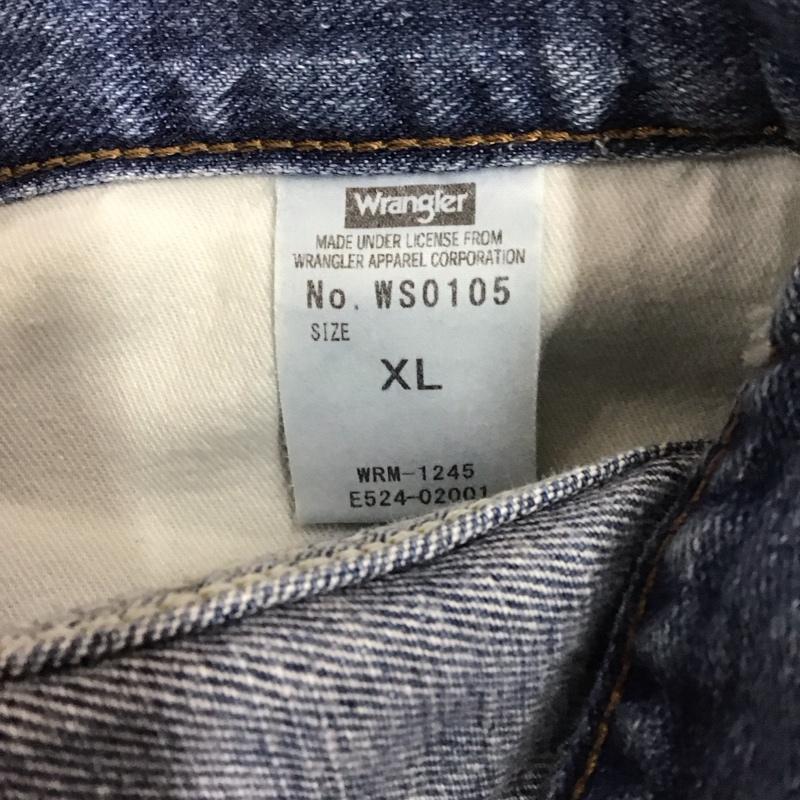 Wrangler
MADE UNDER LICENSE FROM
WRANGLER APPAREL CORPORATION
No. WS0105
SIZE
XL
WRM-1245
E524-02001